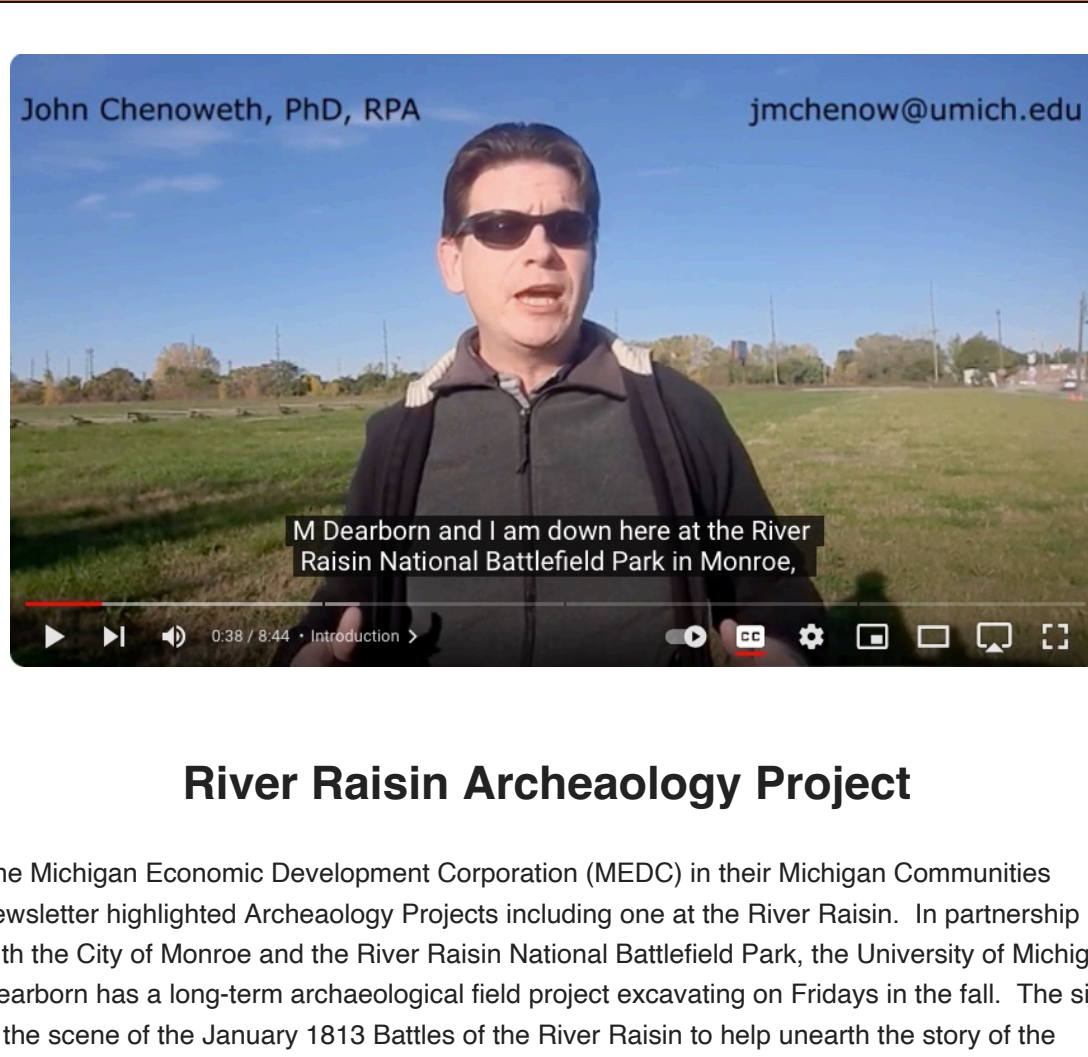 John Chenoweth, PhD, RPA
jmchenow@umich.edu
M Dearborn and I am down here at the River
Raisin National Battlefield Park in Monroe,
0:38 / 8:44 • Introduction
CC
River Raisin Archeaology Project
he Michigan Economic Development Corporation (MEDC) in their Michigan Communities
ewsletter highlighted Archeaology Projects including one at the River Raisin. In partnership
th the City of Monroe and the River Raisin National Battlefield Park, the University of Michig
earborn has a long-term archaeological field project excavating on Fridays in the fall. The si
the scene of the January 1813 Battles of the River Raisin to help unearth the story of the